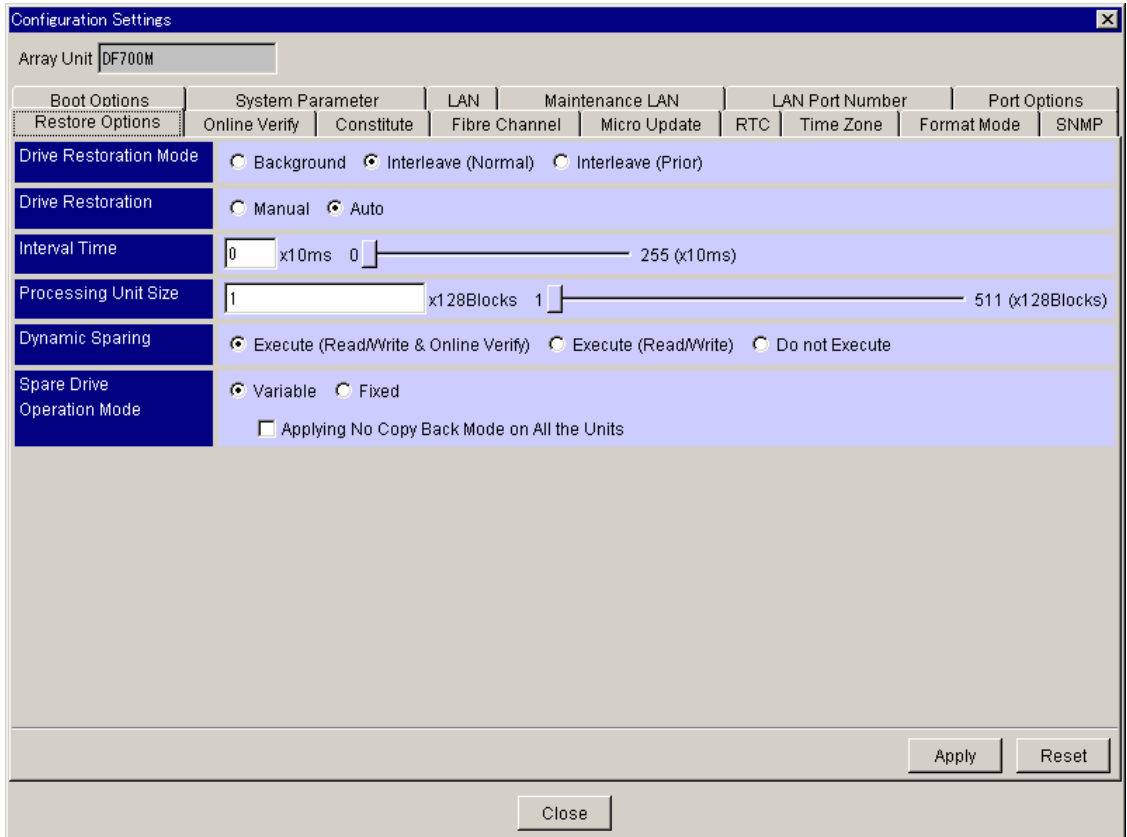 Configuration Settings
Array Unit DF700M
Boot Options System Parameter LAN Maintenance LAN LAN Port Number Port Options
Restore Options Online Verify Constitute Fibre Channel Micro Update RTC Time Zone Format Mode SNMP
Drive Restoration Mode Background Interleave (Normal) Interleave (Prior)
Drive Restoration Manual Auto
Interval Time 0 x10ms 0 255 (x10ms)
Processing Unit Size 1 x128Blocks 1 511 (x128Blocks)
Dynamic Sparing Execute (Read/Write & Online Verify) Execute (Read/Write) Do not Execute
Spare Drive
Operation Mode
Variable Fixed
Applying No Copy Back Mode on All the Units
Apply Reset
Close